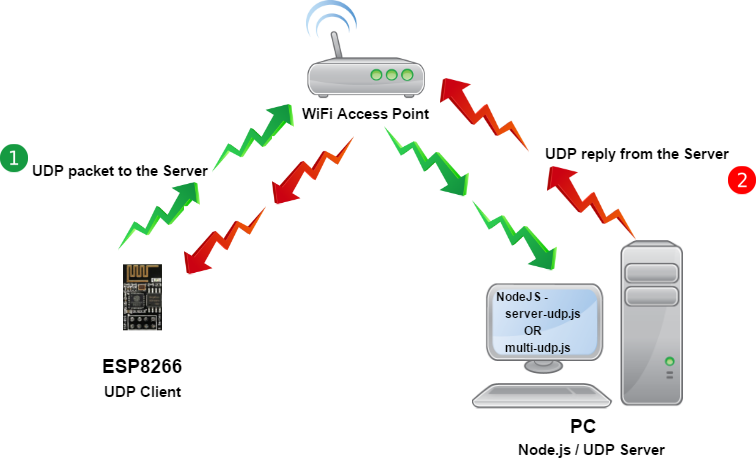 WiFi Access Point
1
UDP packet to the Server
UDP reply from the Server
2
NodeJS -
server-udp.js
OR
multi-udp.js
ESP8266
UDP Client
PC
Node.js / UDP Server